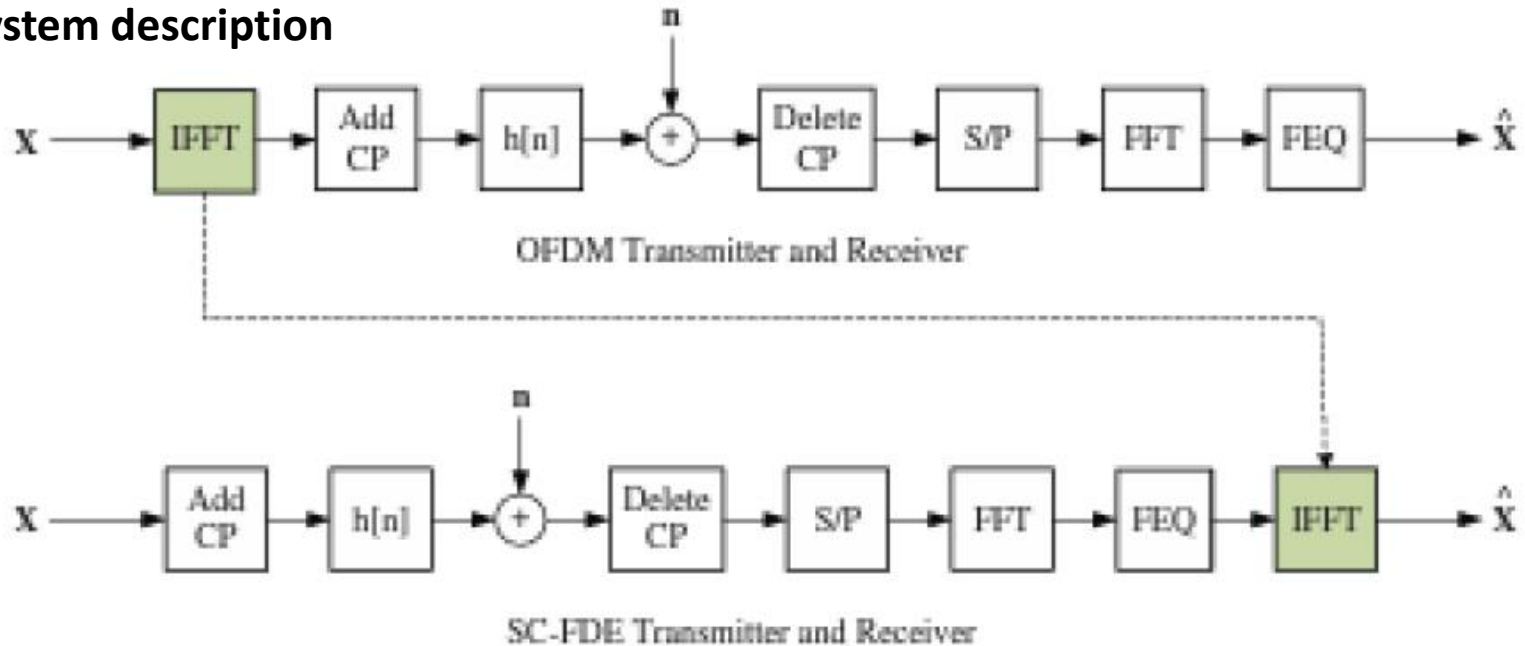 ystem description
n
X IFFT Add CP h[n] + Delete CP S/P FFT FEQ X̂
OFDM Transmitter and Receiver
n
X Add CP h[n] + Delete CP S/P FFT FEQ IFFT X̂
SC-FDE Transmitter and Receiver